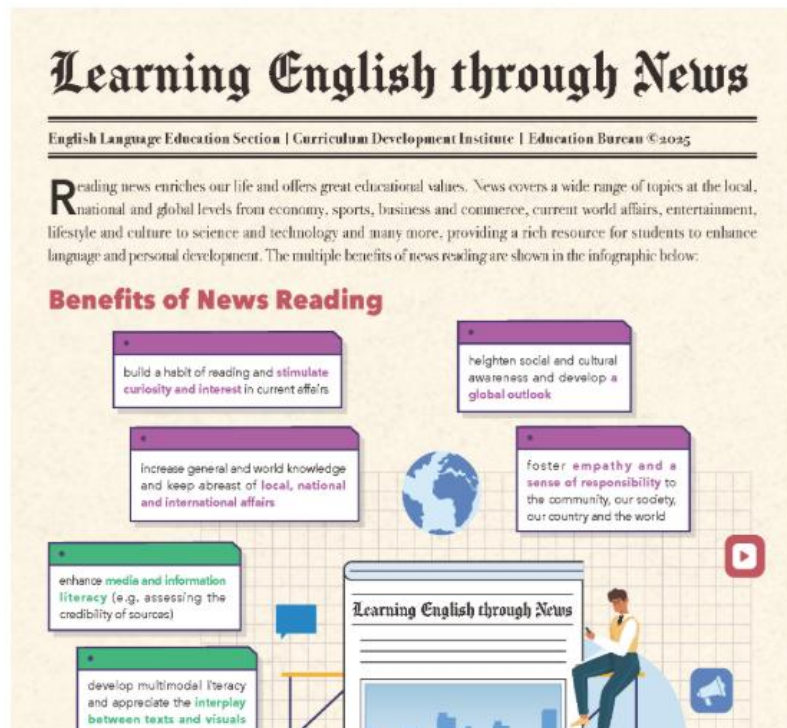 Learning English through News
English Language Education Section | Curriculum Development Institute | Education Bureau ©2025
Reading news enriches our life and offers great educational values. News covers a wide range of topics at the local,
national and global levels from economy, sports, business and commerce, current world affairs, entertainment,
lifestyle and culture to science and technology and many more, providing a rich resource for students to enhance
language and personal development. The multiple benefits of news reading are shown in the infographic below:
Benefits of News Reading
build a habit of reading and stimulate
curiosity and interest in current affairs
heighten social and cultural
awareness and develop a
global outlook
increase general and world knowledge
and keep abreast of local, national
and international affairs
foster empathy and a
sense of responsibility to
the community, our society,
our country and the world
enhance media and information
literacy (e.g. assessing the
credibility of sources)
Learning English through News
develop multimodal literacy
and appreciate the interplay
between texts and visuals